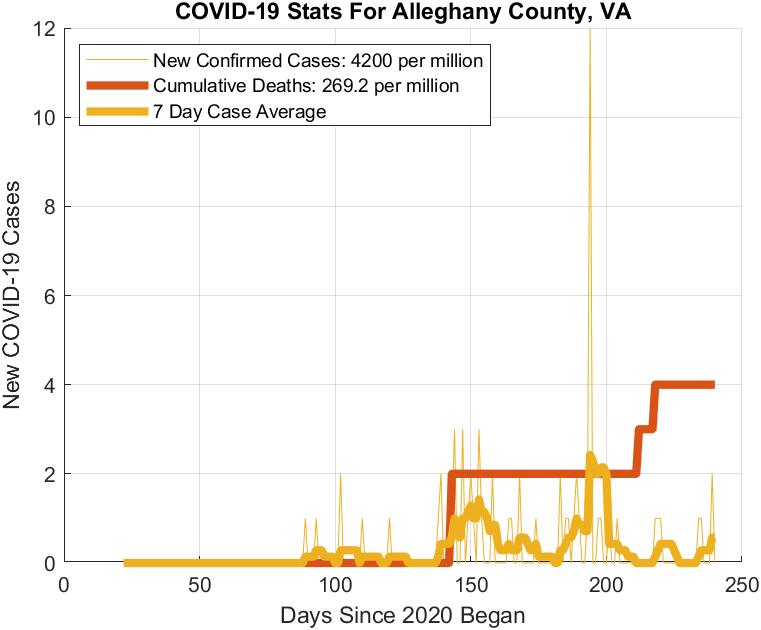 COVID-19 Stats For Alleghany County, VA
New Confirmed Cases: 4200 per million
Cumulative Deaths: 269.2 per million
7 Day Case Average
New COVID-19 Cases
12
10
8
6
4
2
0
0 50 100 150 200 250
Days Since 2020 Began